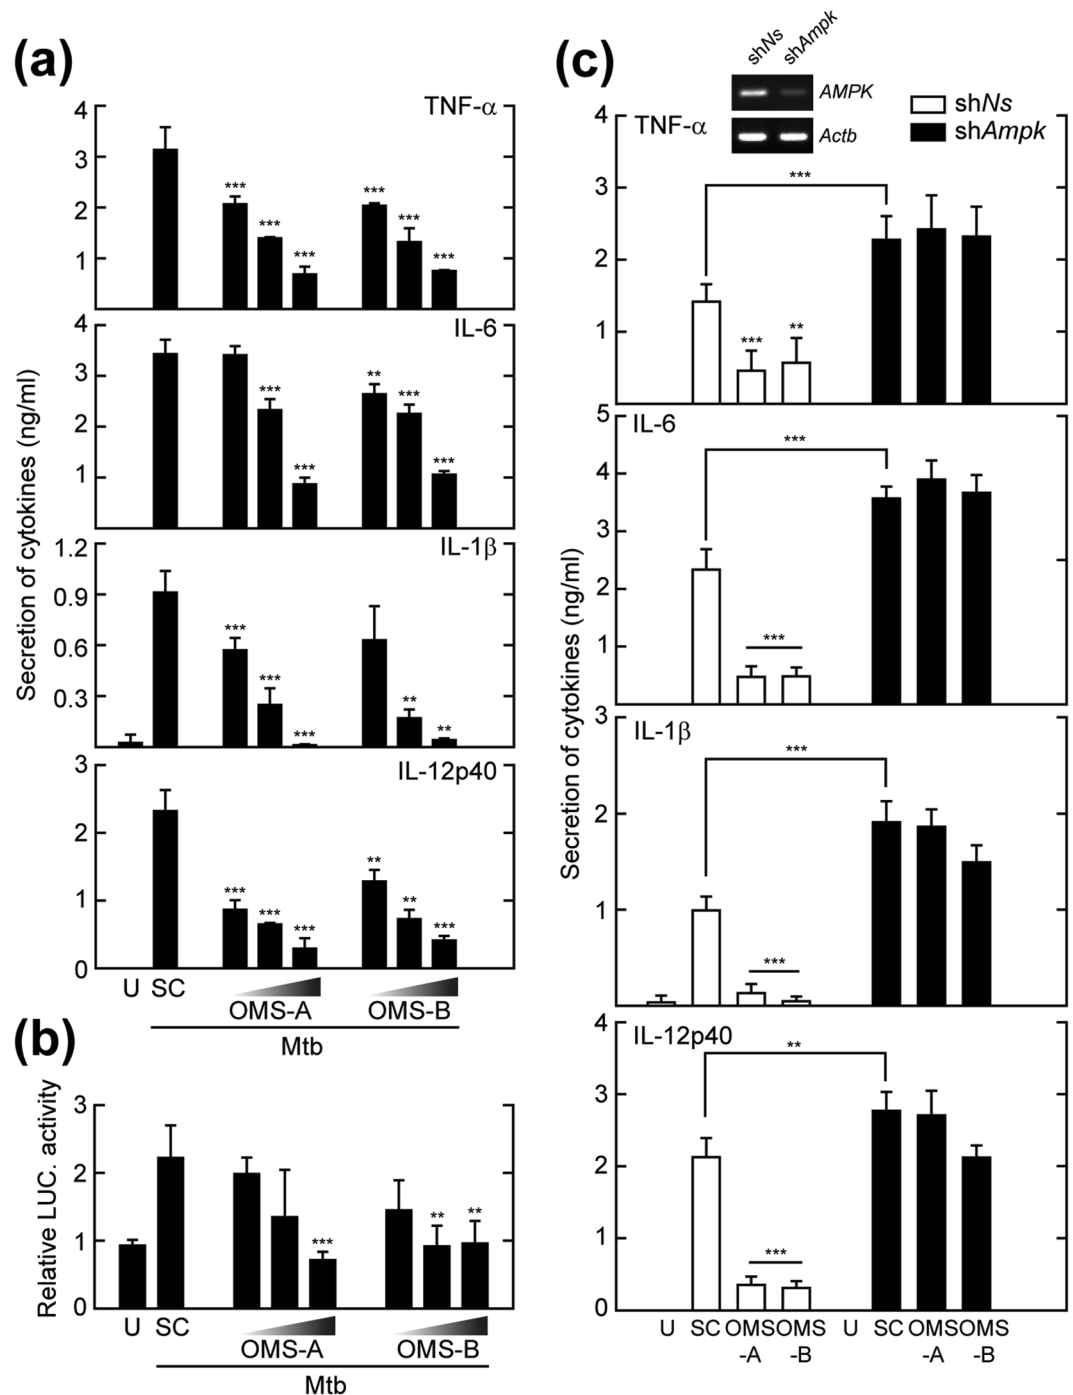 (a)
Secretion of cytokines (ng/ml)
TNF-α
4
3
2
1
***
***
***
***
***
***
IL-6
4
3
2
1
***
***
**
***
***
IL-1β
1.2
0.9
0.6
0.3
***
***
***
**
**
IL-12p40
3
2
1
0
***
***
***
**
**
***
U SC
OMS-A OMS-B
Mtb
(b)
Relative LUC. activity
3
2
1
0
***
**
**
U SC
OMS-A OMS-B
Mtb
(c)
shNs shAmpk
AMPK
Actb
shNs
shAmpk
Secretion of cytokines (ng/ml)
TNF-α
4
3
2
1
***
***
**
IL-6
5
4
3
2
1
***
***
IL-1β
3
2
1
***
***
IL-12p40
4
3
2
1
0
**
***
U SC OMS OMS U SC OMS OMS
-A -B -A -B